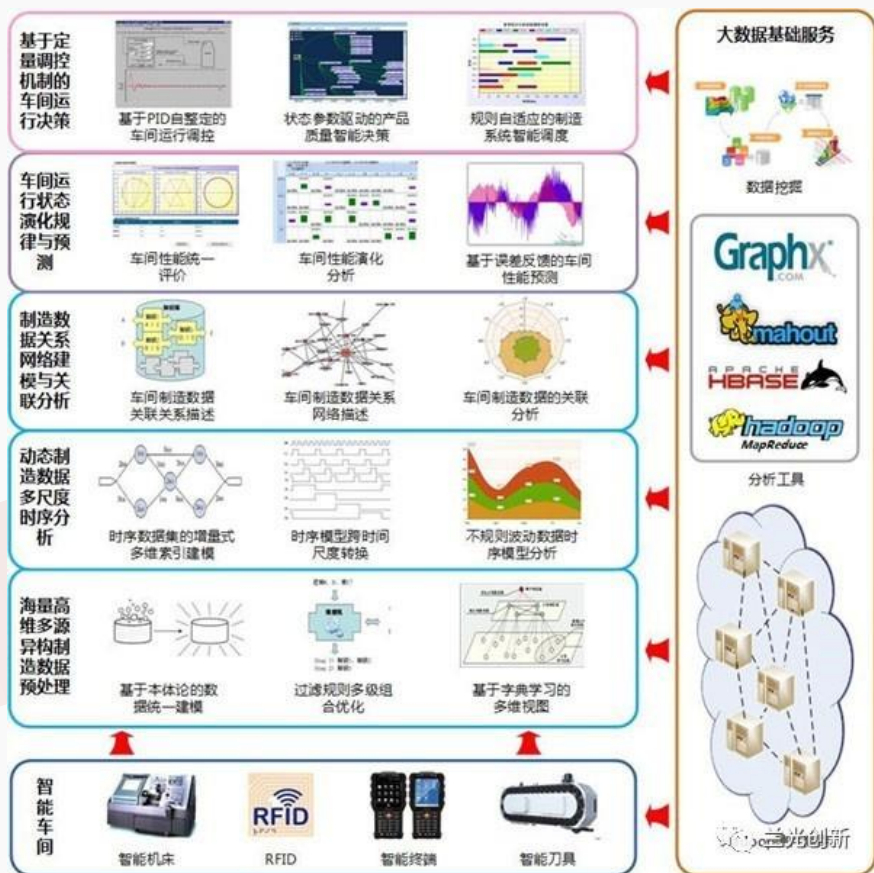 基于定
量调控
机制的
车间运
行决策
基于PID自整定的
车间运行调控
状态参数驱动的产品
质量智能决策
规则自适应的制造
系统智能调度
车间运
行状态
演化规
律与预
测
车间性能统一
评价
车间性能演化
分析
基于误差反馈的车间
性能预测
制造数
据关系
网络建
模与关
联分析
车间制造数据
关联关系描述
车间制造数据关系
网络描述
车间制造数据的关联
分析
动态制
造数据
多尺度
时序分
析
时序数据集的增量式
多维索引建模
时序模型跨时间
尺度转换
不规则波动数据时
序模型分析
海量高
维多源
异构制
造数据
预处理
基于本体论的数
据统一建模
过滤规则多级组
合优化
基于字典学习的
多维视图
智能车间
智能机床
RFID
RFID
智能终端
智能刀具
大数据基础服务
数据挖掘
Graphx
.COM
mahout
APACHE
HBASE
hadoop
MapReduce
分析工具
兰光创新